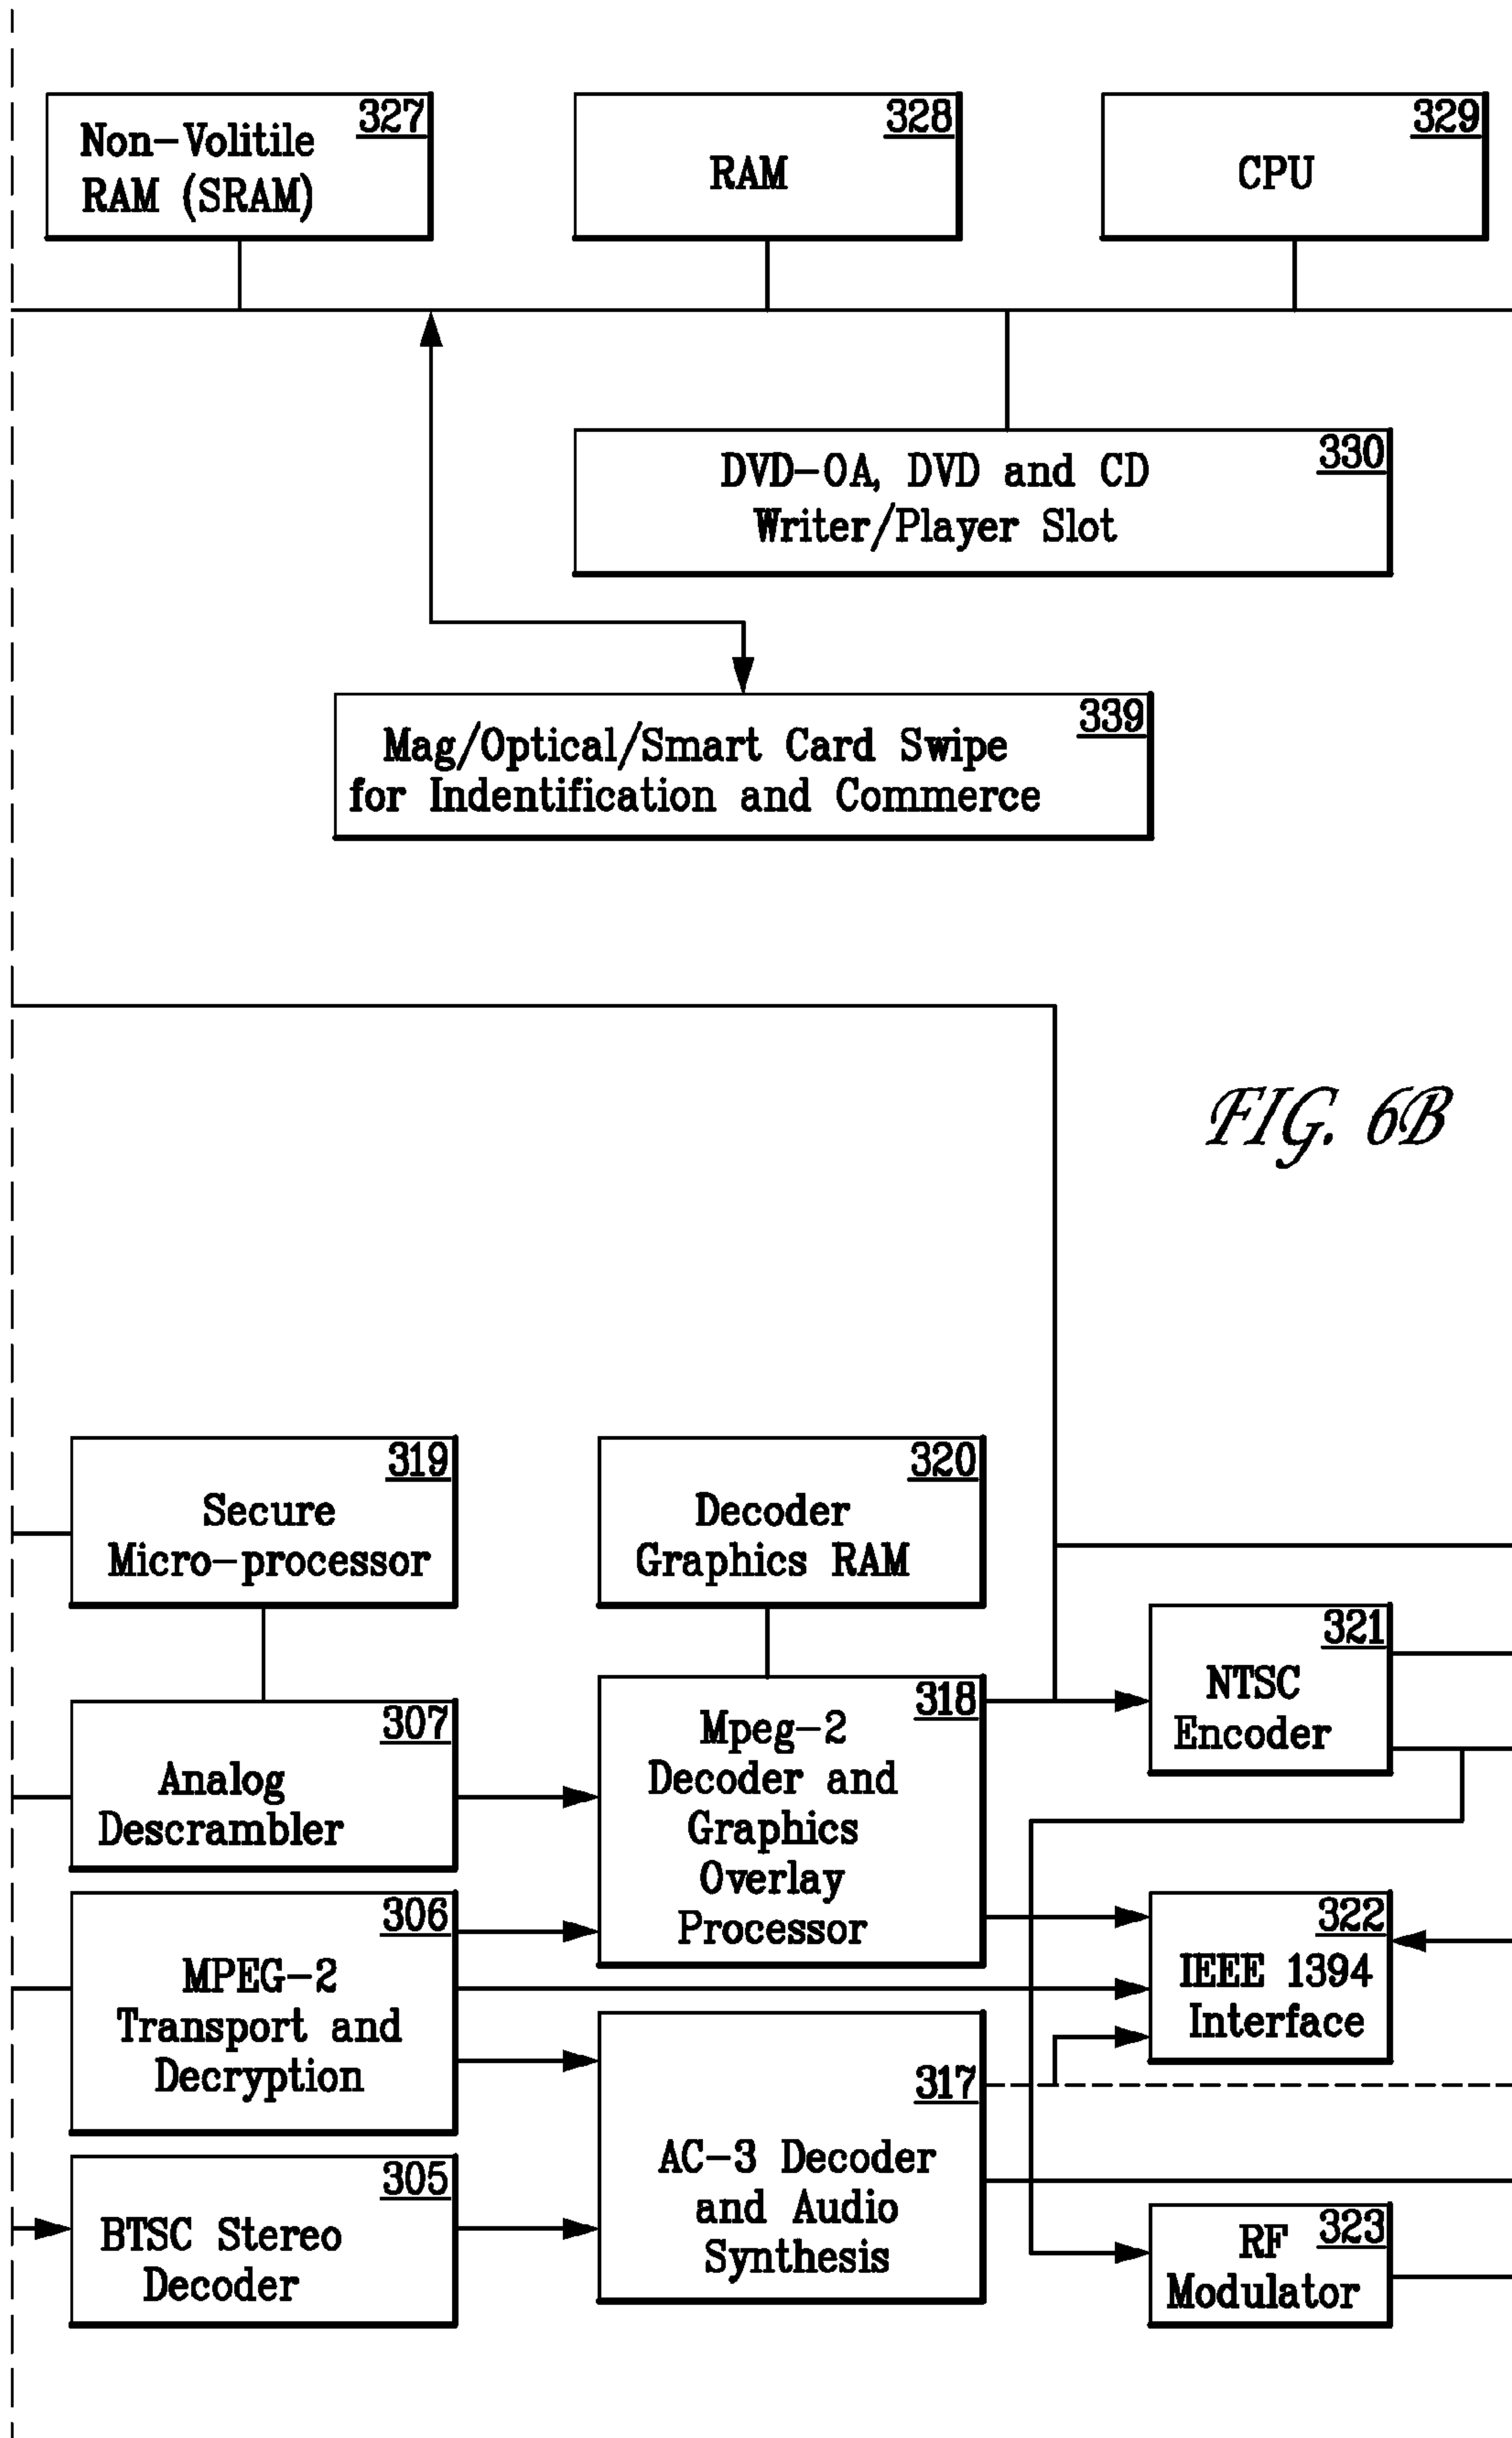 327
Non-Volitile
RAM (SRAM)
328
RAM
329
CPU
330
DVD-OA, DVD and CD
Writer/Player Slot
339
Mag/Optical/Smart Card Swipe
for Indentification and Commerce
FIG. 6B
319
Secure
Micro-processor
320
Decoder
Graphics RAM
321
NTSC
Encoder
307
Analog
Descrambler
318
Mpeg-2
Decoder and
Graphics
Overlay
Processor
306
MPEG-2
Transport and
Decryption
322
IEEE 1394
Interface
317
AC-3 Decoder
and Audio
Synthesis
305
BTSC Stereo
Decoder
323
RF
Modulator